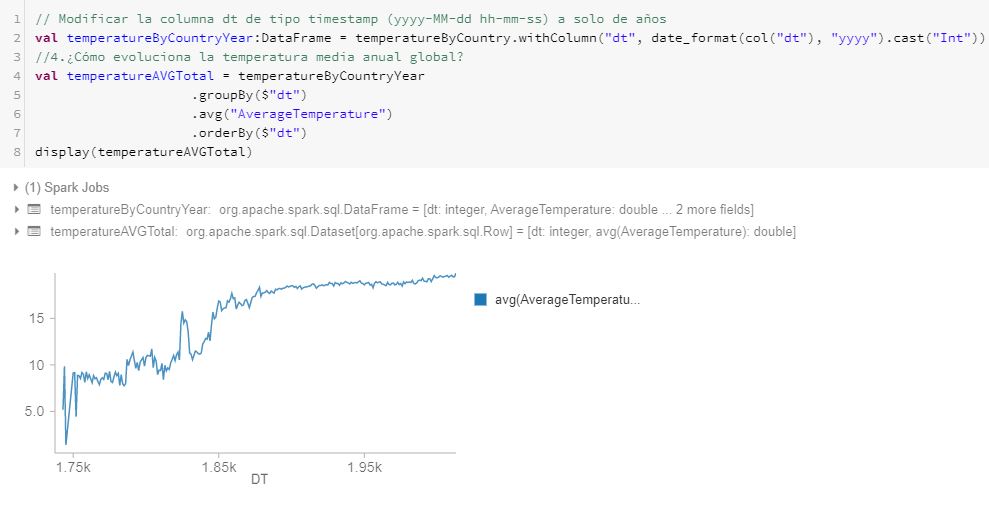 1 // Modificar la columna dt de tipo timestamp (yyyy-MM-dd hh-mm-ss) a solo de años
2 val temperatureByCountryYear:DataFrame = temperatureByCountry.withColumn("dt", date_format(col("dt"), "yyyy").cast("Int"))
3 //4.¿Cómo evoluciona la temperatura media anual global?
4 val temperatureAVGTotal = temperatureByCountryYear
5 .groupBy($"dt")
6 .avg("AverageTemperature")
7 .orderBy($"dt")
8 display(temperatureAVGTotal)
(1) Spark Jobs
temperatureByCountryYear: org.apache.spark.sql.DataFrame = [dt: integer, AverageTemperature: double ... 2 more fields]
temperatureAVGTotal: org.apache.spark.sql.Dataset[org.apache.spark.sql.Row] = [dt: integer, avg(AverageTemperature): double]
avg(AverageTemperatu...
15
10
5.0
1.75k 1.85k 1.95k
DT